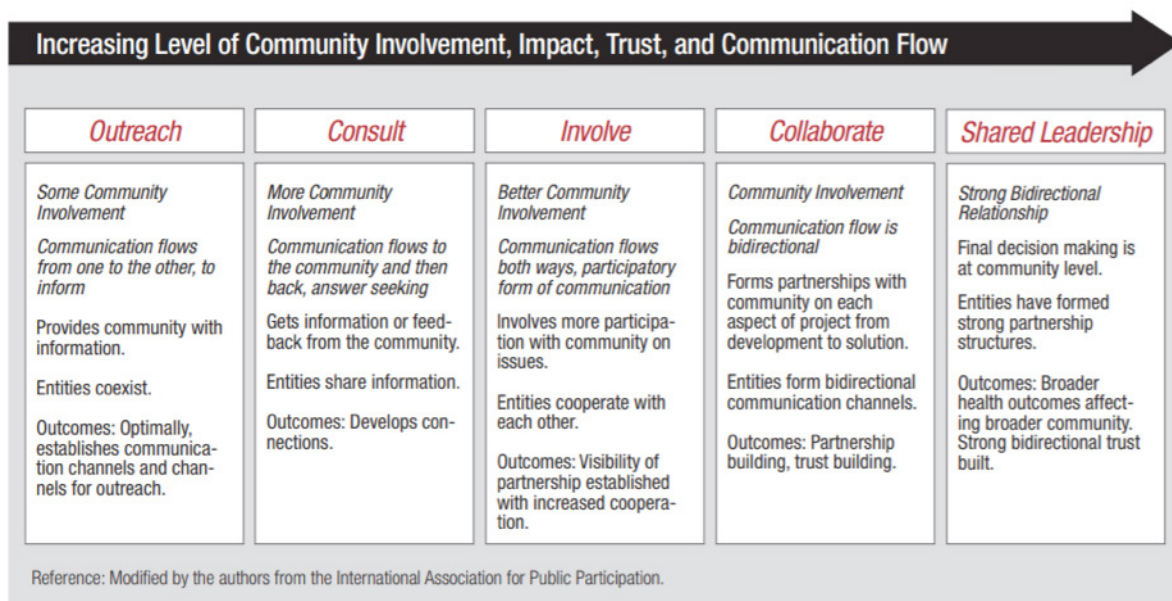 Increasing Level of Community Involvement, Impact, Trust, and Communication Flow
Outreach
Some Community
Involvement
Communication flows
from one to the other, to
inform
Provides community with
information.
Entities coexist.
Outcomes: Optimally,
establishes communica-
tion channels and chan-
nels for outreach.
Consult
More Community
Involvement
Communication flows to
the community and then
back, answer seeking
Gets information or feed-
back from the community.
Entities share information.
Outcomes: Develops con-
nections.
Involve
Better Community
Involvement
Communication flows
both ways, participatory
form of communication
Involves more participa-
tion with community on
issues.
Entities cooperate with
each other.
Outcomes: Visibility of
partnership established
with increased coopera-
tion.
Collaborate
Community Involvement
Communication flow is
bidirectional
Forms partnerships with
community on each
aspect of project from
development to solution.
Entities form bidirectional
communication channels.
Outcomes: Partnership
building, trust building.
Shared Leadership
Strong Bidirectional
Relationship
Final decision making is
at community level.
Entities have formed
strong partnership
structures.
Outcomes: Broader
health outcomes affect-
ing broader community.
Strong bidirectional trust
built.
Reference: Modified by the authors from the International Association for Public Participation.